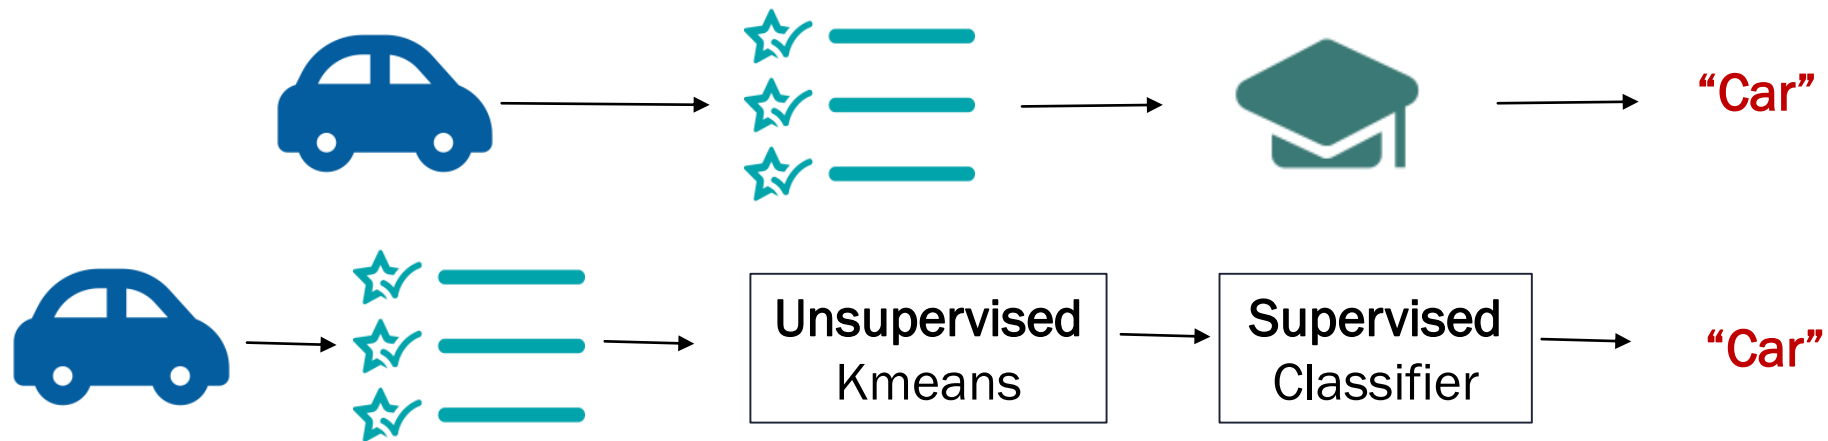 “Car”
Unsupervised
Kmeans
Supervised
Classifier
“Car”